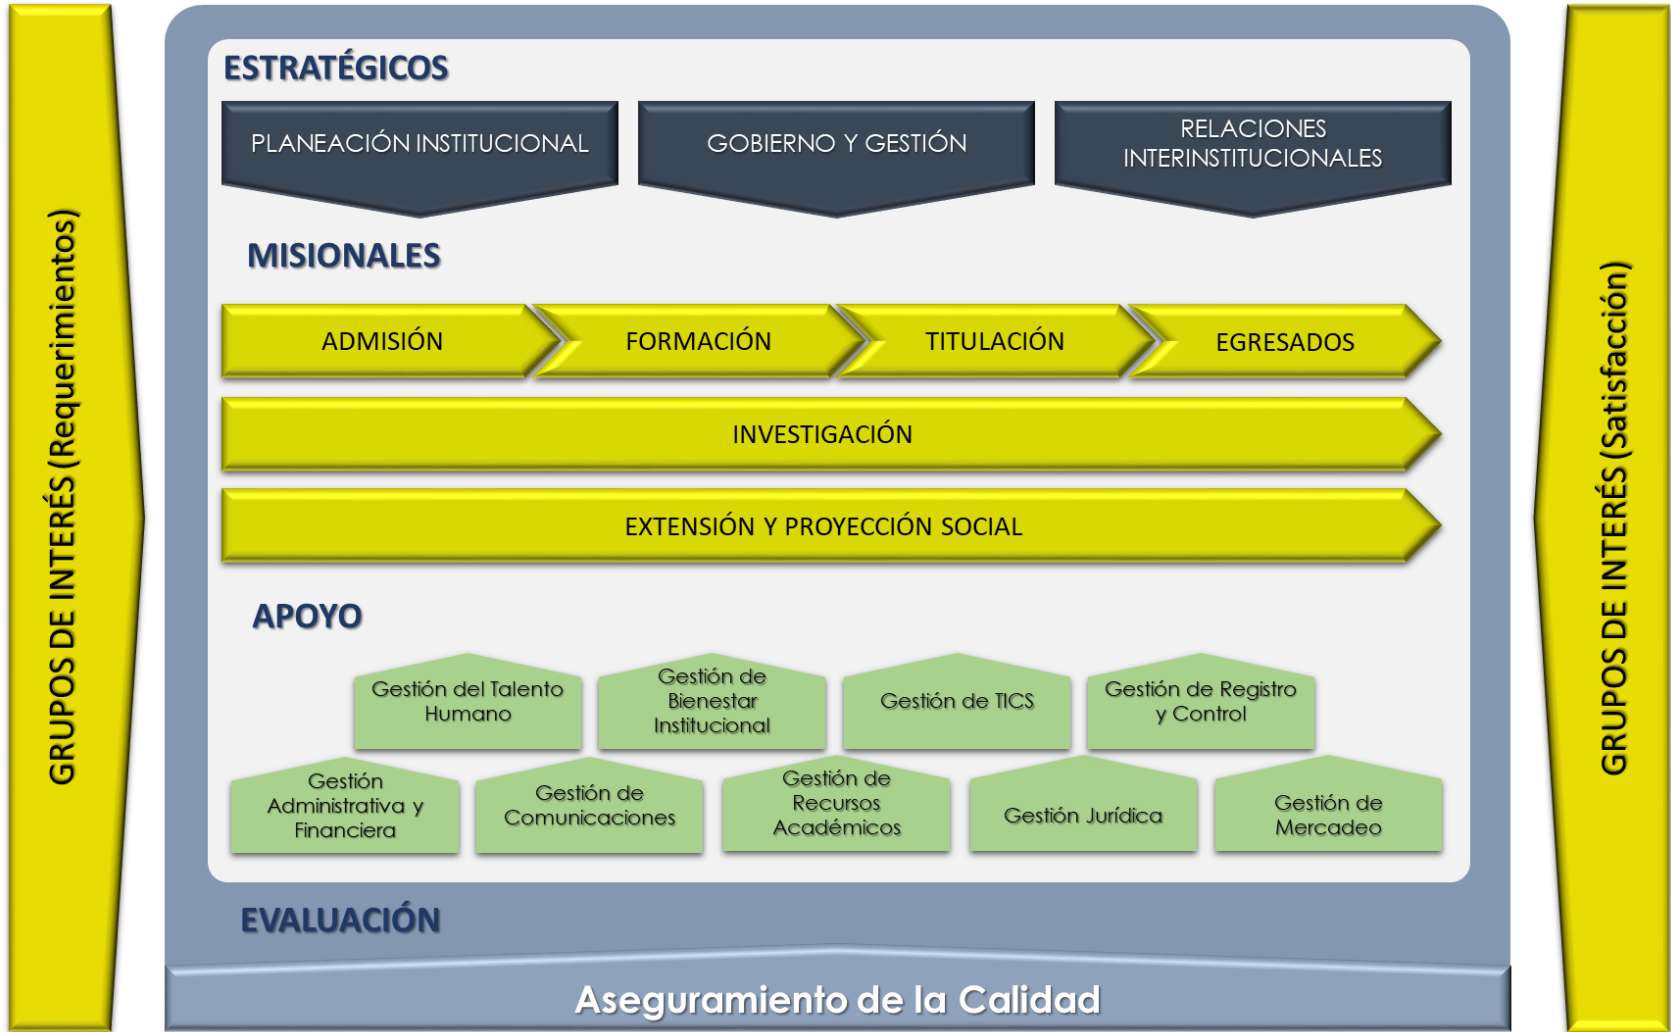 GRUPOS DE INTERÉS (Requerimientos)
ESTRATÉGICOS
PLANEACIÓN INSTITUCIONAL
GOBIERNO Y GESTIÓN
RELACIONES
INTERINSTITUCIONALES
MISIONALES
ADMISIÓN
FORMACIÓN
TITULACIÓN
EGRESADOS
INVESTIGACIÓN
EXTENSIÓN Y PROYECCIÓN SOCIAL
APOYO
Gestión del Talento
Humano
Gestión de
Bienestar
Institucional
Gestión de TICS
Gestión de Registro
y Control
Gestión
Administrativa y
Financiera
Gestión de
Comunicaciones
Gestión de
Recursos
Académicos
Gestión Jurídica
Gestión de
Mercadeo
EVALUACIÓN
Aseguramiento de la Calidad
GRUPOS DE INTERÉS (Satisfacción)